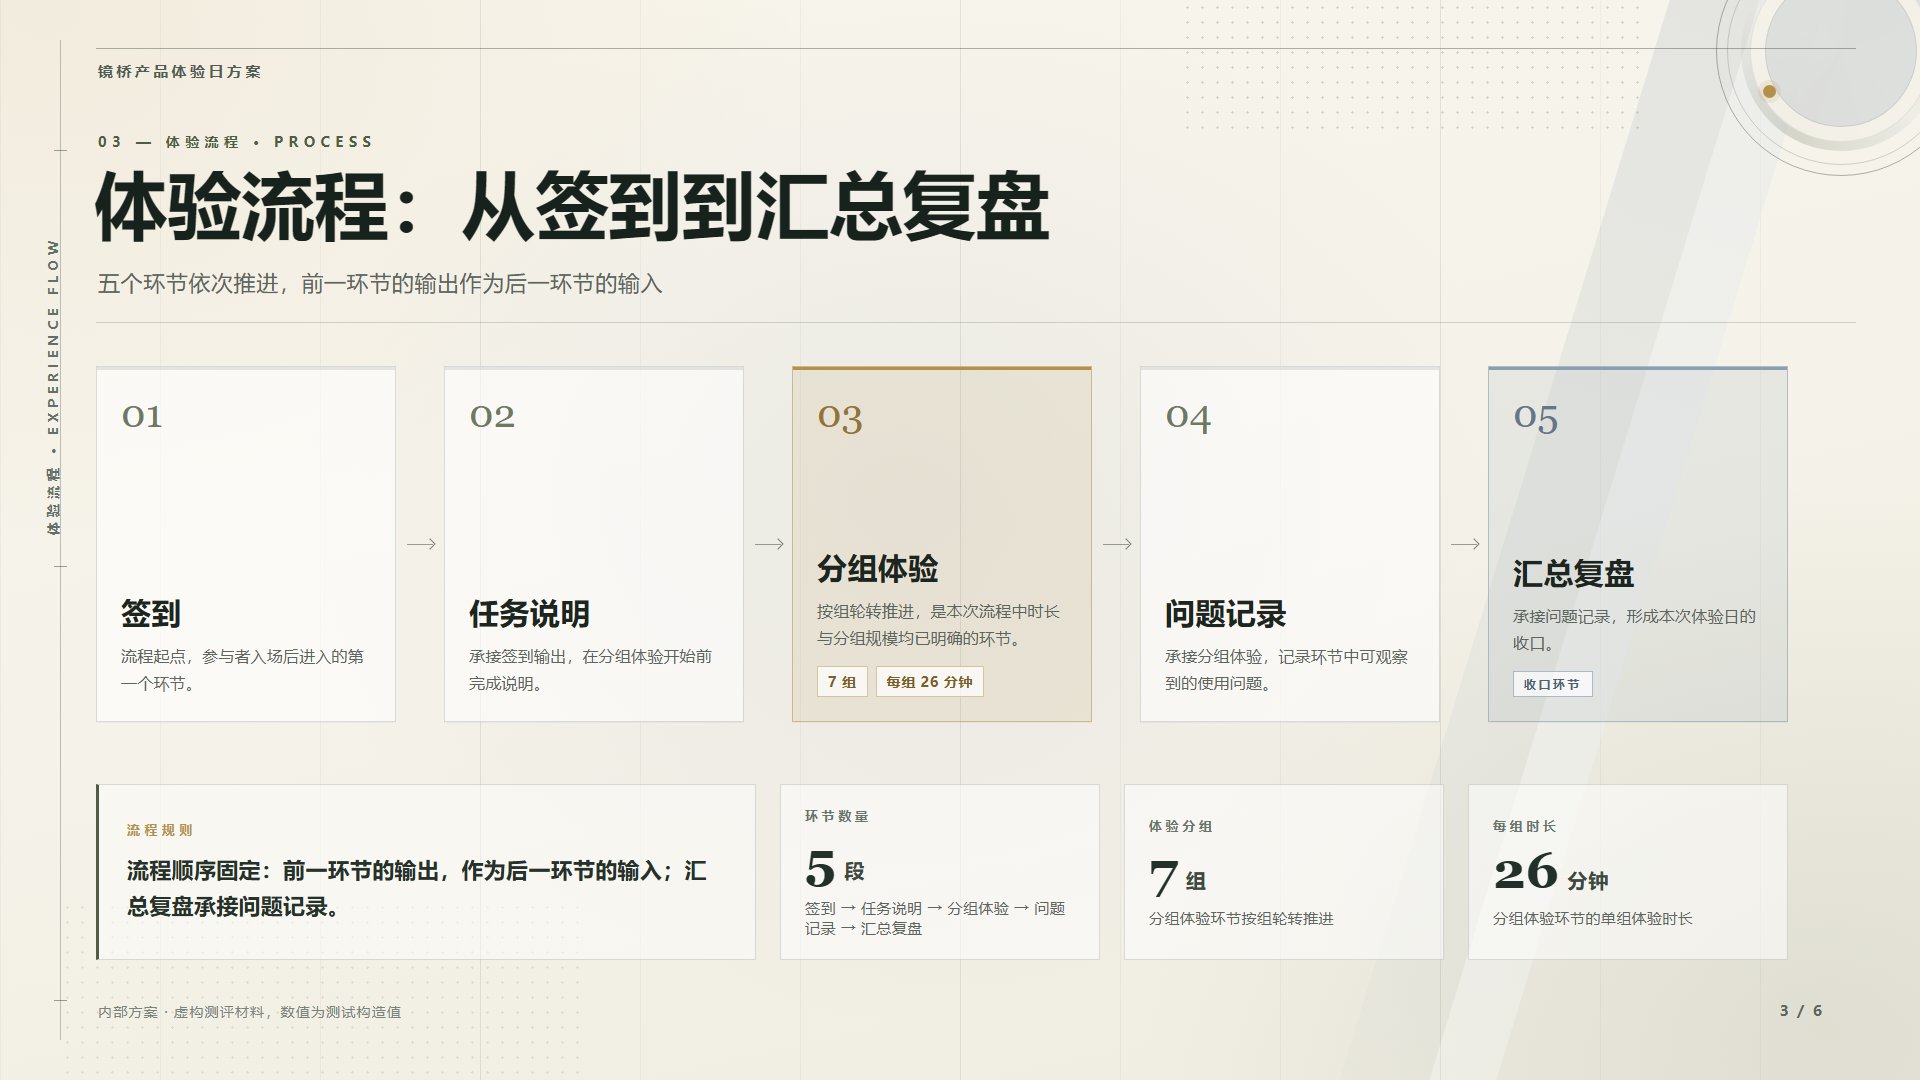 镜桥产品体验日方案
03 — 体验流程 • PROCESS
体验流程：从签到到汇总复盘
五个环节依次推进，前一环节的输出作为后一环节的输入
体验流程 • EXPERIENCE FLOW
01
签到
流程起点，参与者入场后进入的第
一个环节。
→
02
任务说明
承接签到输出，在分组体验开始前
完成说明。
→
03
分组体验
按组轮转推进，是本次流程中时长
与分组规模均已明确的环节。
7 组
每组 26 分钟
→
04
问题记录
承接分组体验，记录环节中可观察
到的使用问题。
→
05
汇总复盘
承接问题记录，形成本次体验日的
收口。
收口环节
流程规则
流程顺序固定：前一环节的输出，作为后一环节的输入；汇
总复盘承接问题记录。
环节数量
5 段
签到 → 任务说明 → 分组体验 → 问题
记录 → 汇总复盘
体验分组
7 组
分组体验环节按组轮转推进
每组时长
26 分钟
分组体验环节的单组体验时长
内部方案 · 虚构测评材料，数值为测试构造值
3 / 6